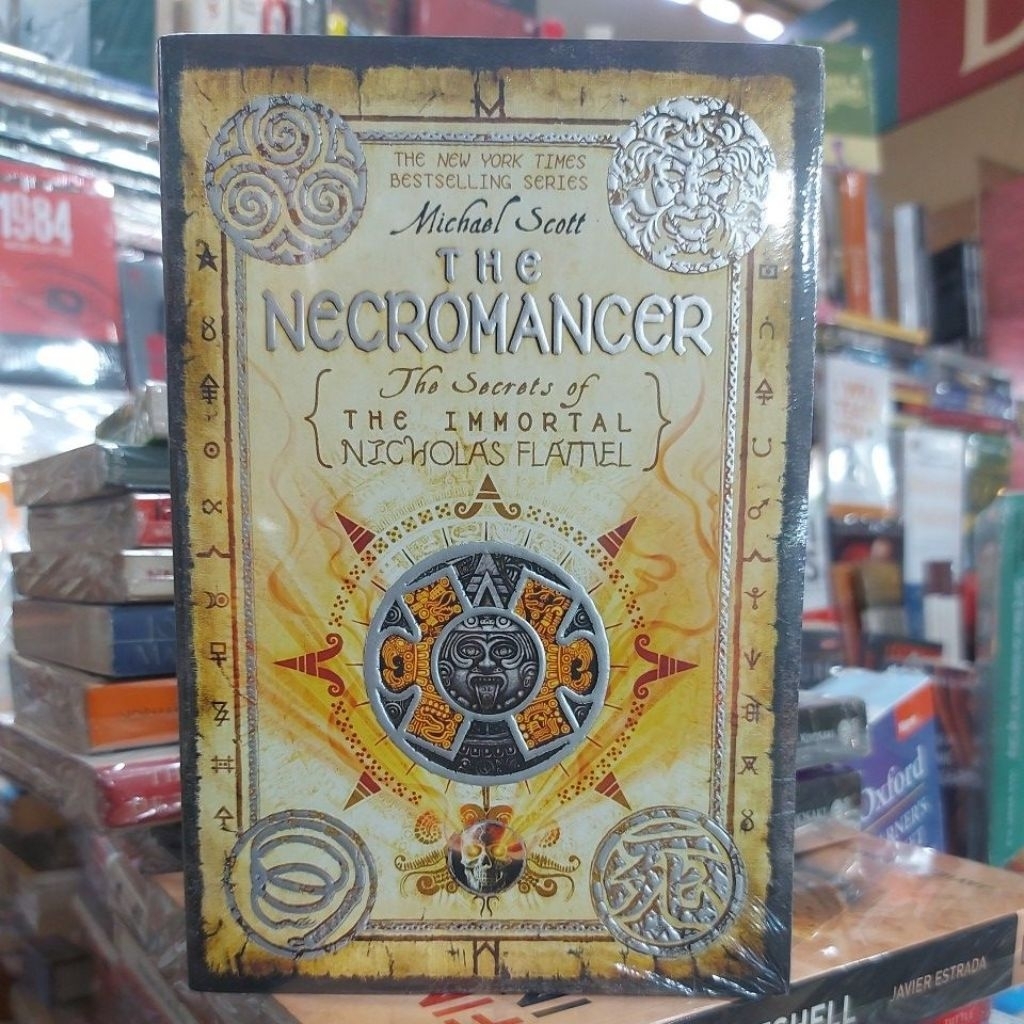 THE NEW YORK TIMES
BESTSELLING SERIES
Michael Scott
THE
NECROMANCER
The Secrets of
THE IMMORTAL
NICHOLAS FLAMEL
死
1984
Oxford
JAVIER ESTRADA